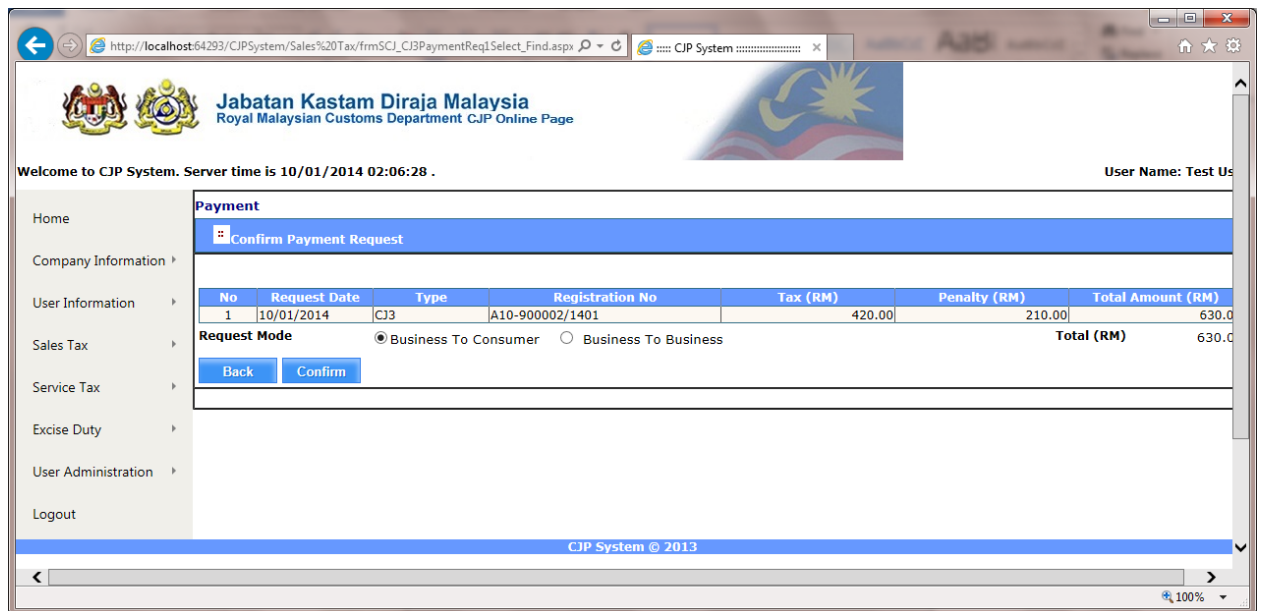 http://localhost:64293/CJPSystem/Sales%20Tax/frmSCJ_CJ3PaymentReq1Select_Find.aspx
::::: CJP System :::::::::::::::::::::
Jabatan Kastam Diraja Malaysia
Royal Malaysian Customs Department CJP Online Page
Welcome to CJP System. Server time is 10/01/2014 02:06:28 .
User Name: Test Us
Home
Company Information
User Information
Sales Tax
Service Tax
Excise Duty
User Administration
Logout
Payment
Confirm Payment Request
No Request Date Type Registration No Tax (RM) Penalty (RM) Total Amount (RM)
1 10/01/2014 CJ3 A10-900002/1401 420.00 210.00 630.0
Request Mode Business To Consumer Business To Business Total (RM) 630.0
Back Confirm
CJP System © 2013
100%